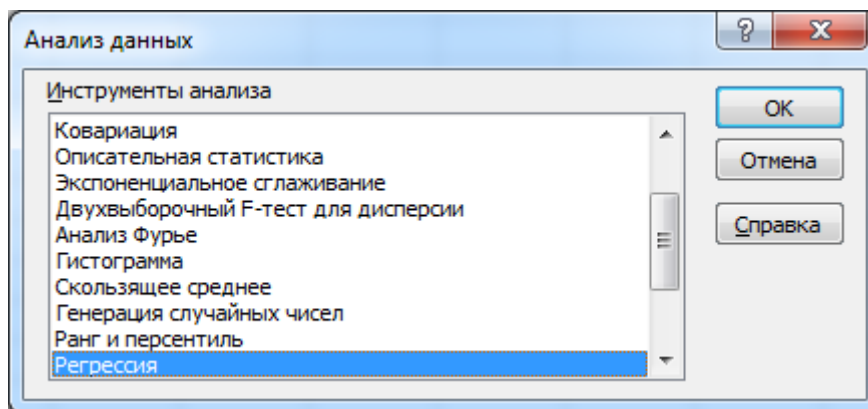 Анализ данных
?
Инструменты анализа
Ковариация
Описательная статистика
Экспоненциальное сглаживание
Двухвыборочный F-тест для дисперсии
Анализ Фурье
Гистограмма
Скользящее среднее
Генерация случайных чисел
Ранг и персентиль
Регрессия
ОК
Отмена
Справка